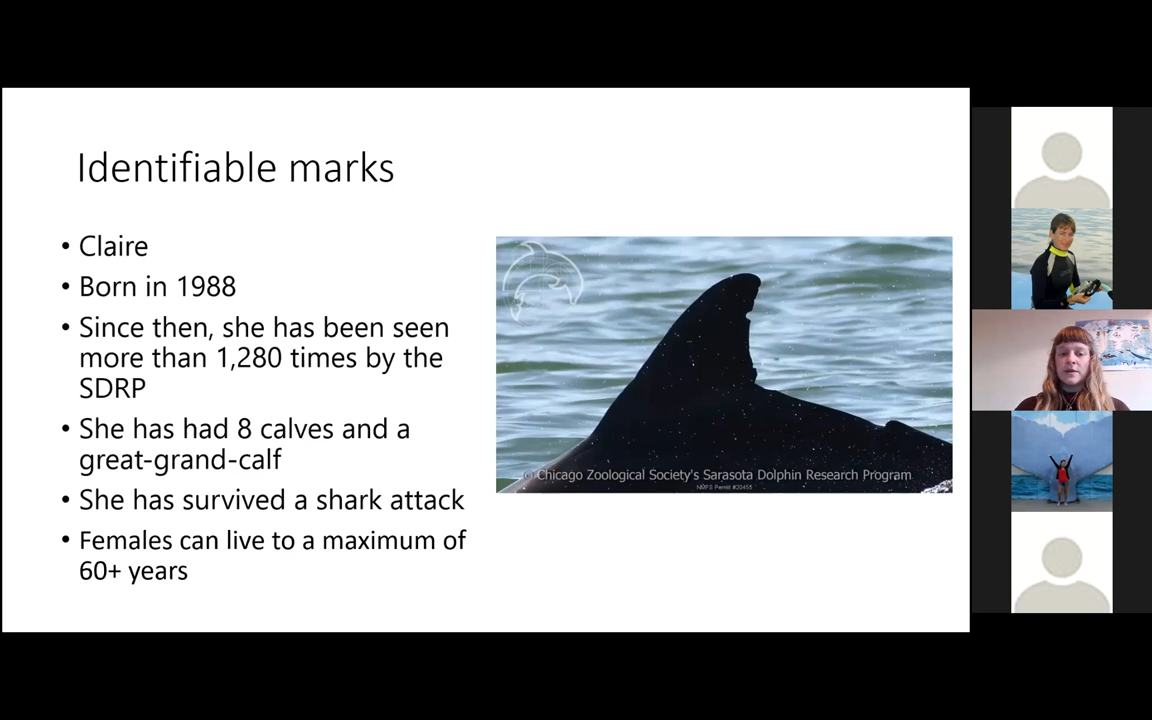 Identifiable marks
• Claire
• Born in 1988
• Since then, she has been seen
more than 1,280 times by the
SDRP
• She has had 8 calves and a
great-grand-calf
• She has survived a shark attack
• Females can live to a maximum of
60+ years
© Chicago Zoological Society's Sarasota Dolphin Research Program
NMFS Permit #20455